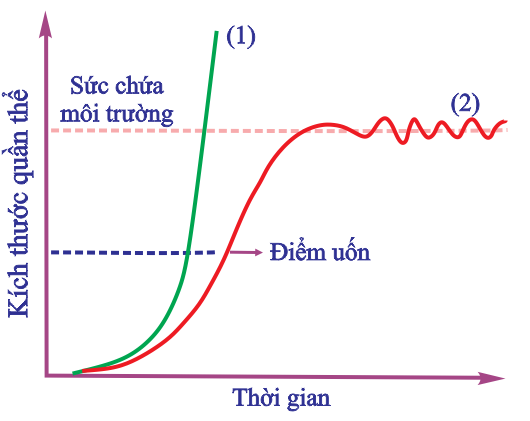 (1)
Sức chứa
môi trường
(2)
Kích thước quần thể
Điểm uốn
Thời gian